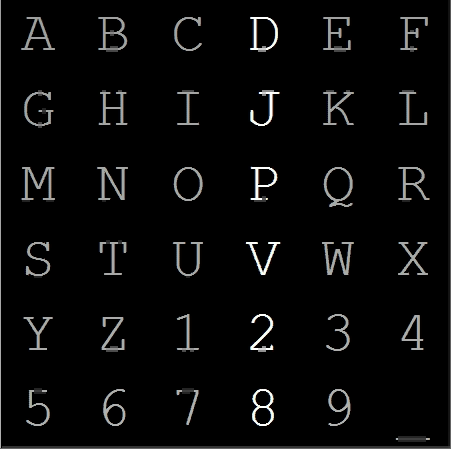 A B C D E F
G H I J K L
M N O P Q R
S T U V W X
Y Z 1 2 3 4
5 6 7 8 9 _